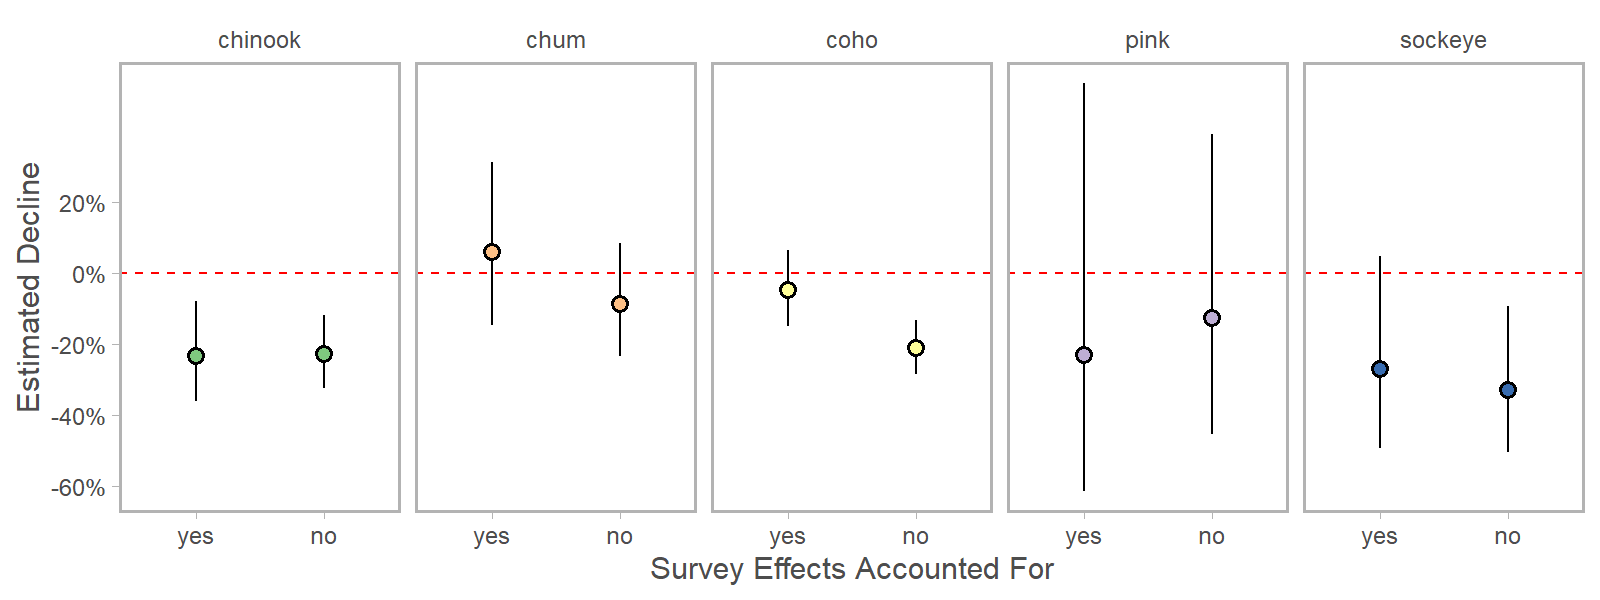 chinook chum coho pink sockeye
Estimated Decline
20%
0%
-20%
-40%
-60%
yes no yes no yes no yes no yes no
Survey Effects Accounted For